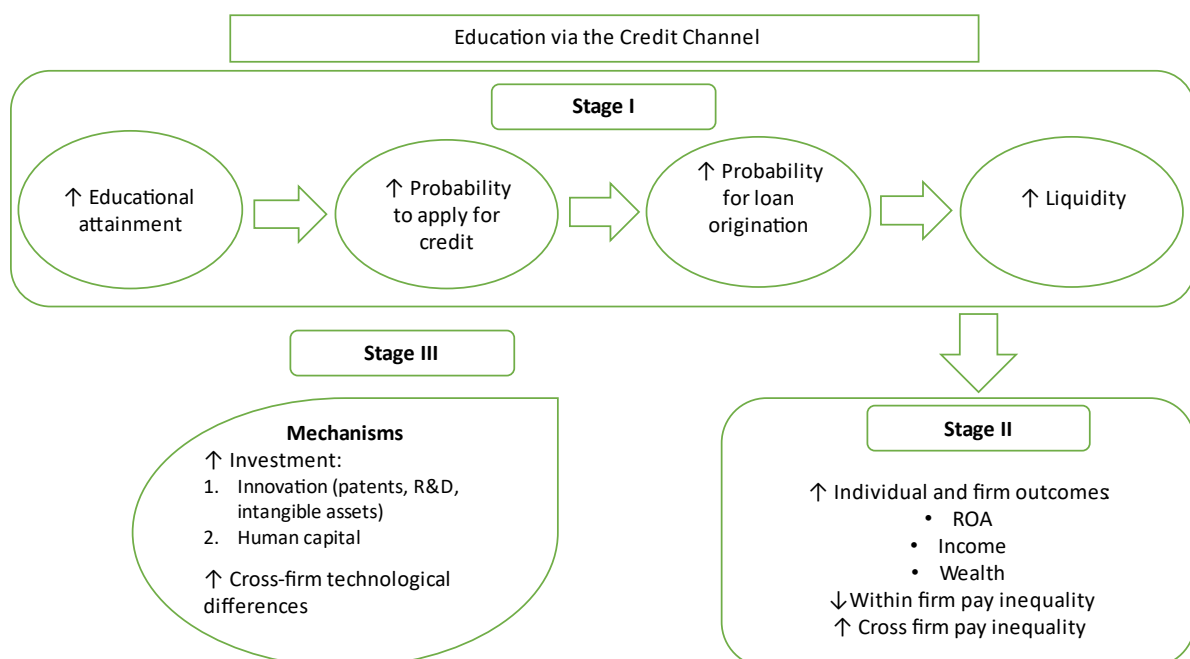 Education via the Credit Channel
Stage I
↑ Educational
attainment
↑ Probability
to apply for
credit
↑ Probability
for loan
origination
↑ Liquidity
Stage III
Mechanisms
↑ Investment:
1. Innovation (patents, R&D,
intangible assets)
2. Human capital
↑ Cross-firm technological
differences
Stage II
↑ Individual and firm outcomes:
• ROA
• Income
• Wealth
↓Within firm pay inequality
↑ Cross firm pay inequality